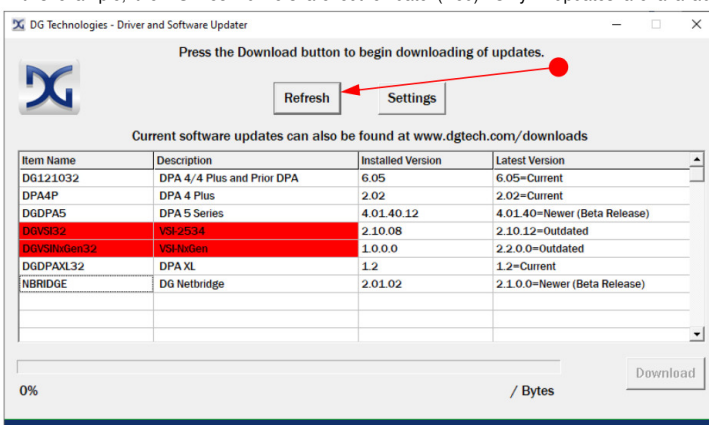 DG Technologies - Driver and Software Updater
Press the Download button to begin downloading of updates.
DG
Refresh Settings
Current software updates can also be found at www.dgtech.com/downloads
Item Name Description Installed Version Latest Version
DG121032 DPA 4/4 Plus and Prior DPA 6.05 6.05=Current
DPA4P DPA 4 Plus 2.02 2.02=Current
DGDPA5 DPA 5 Series 4.01.40.12 4.01.40=Newer (Beta Release)
DGVSI32 VSI-2534 2.10.08 2.10.12=Outdated
DGVSINxGen32 VSI-NxGen 1.0.0.0 2.2.0.0=Outdated
DGDPAXL32 DPA XL 1.2 1.2=Current
NBRIDGE DG Netbridge 2.01.02 2.1.0.0=Newer (Beta Release)
Download
0% / Bytes